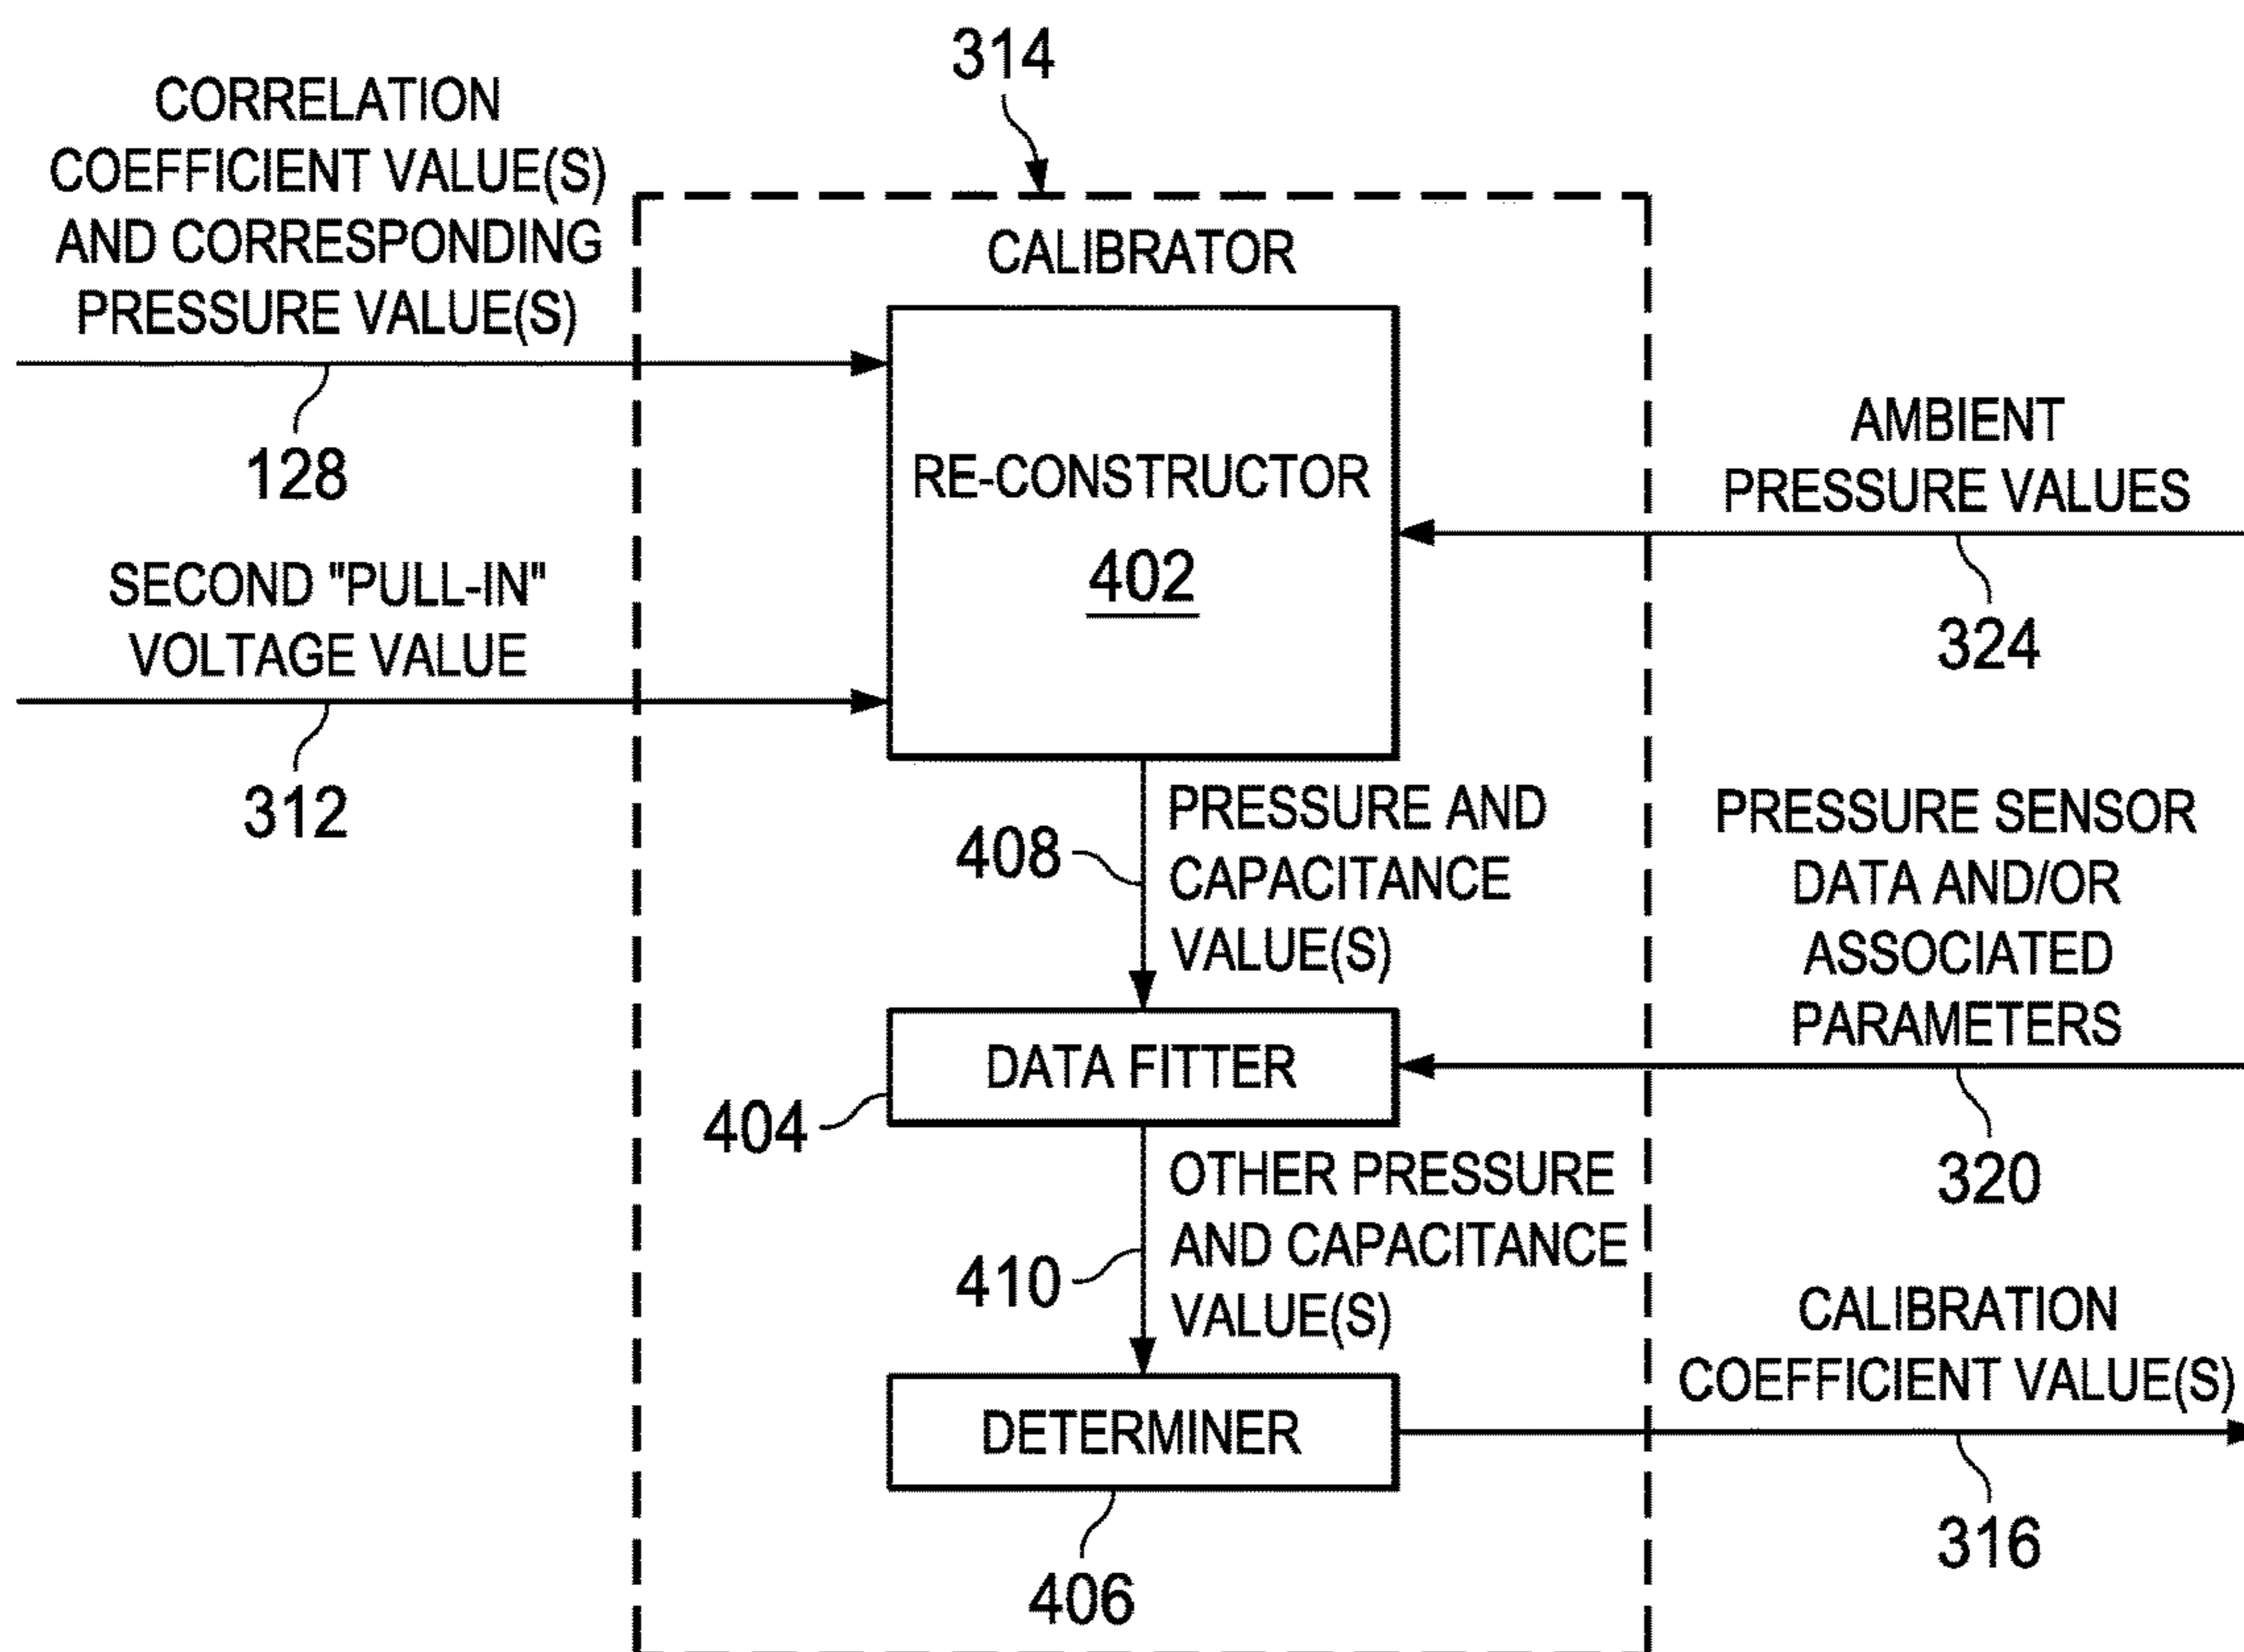 314
CORRELATION
COEFFICIENT VALUE(S)
AND CORRESPONDING
PRESSURE VALUE(S)
128
SECOND "PULL-IN"
VOLTAGE VALUE
312
CALIBRATOR
RE-CONSTRUCTOR
402
AMBIENT
PRESSURE VALUES
324
408
PRESSURE AND
CAPACITANCE
VALUE(S)
PRESSURE SENSOR
DATA AND/OR
ASSOCIATED
PARAMETERS
320
DATA FITTER
404
410
OTHER PRESSURE
AND CAPACITANCE
VALUE(S)
CALIBRATION
COEFFICIENT VALUE(S)
316
DETERMINER
406